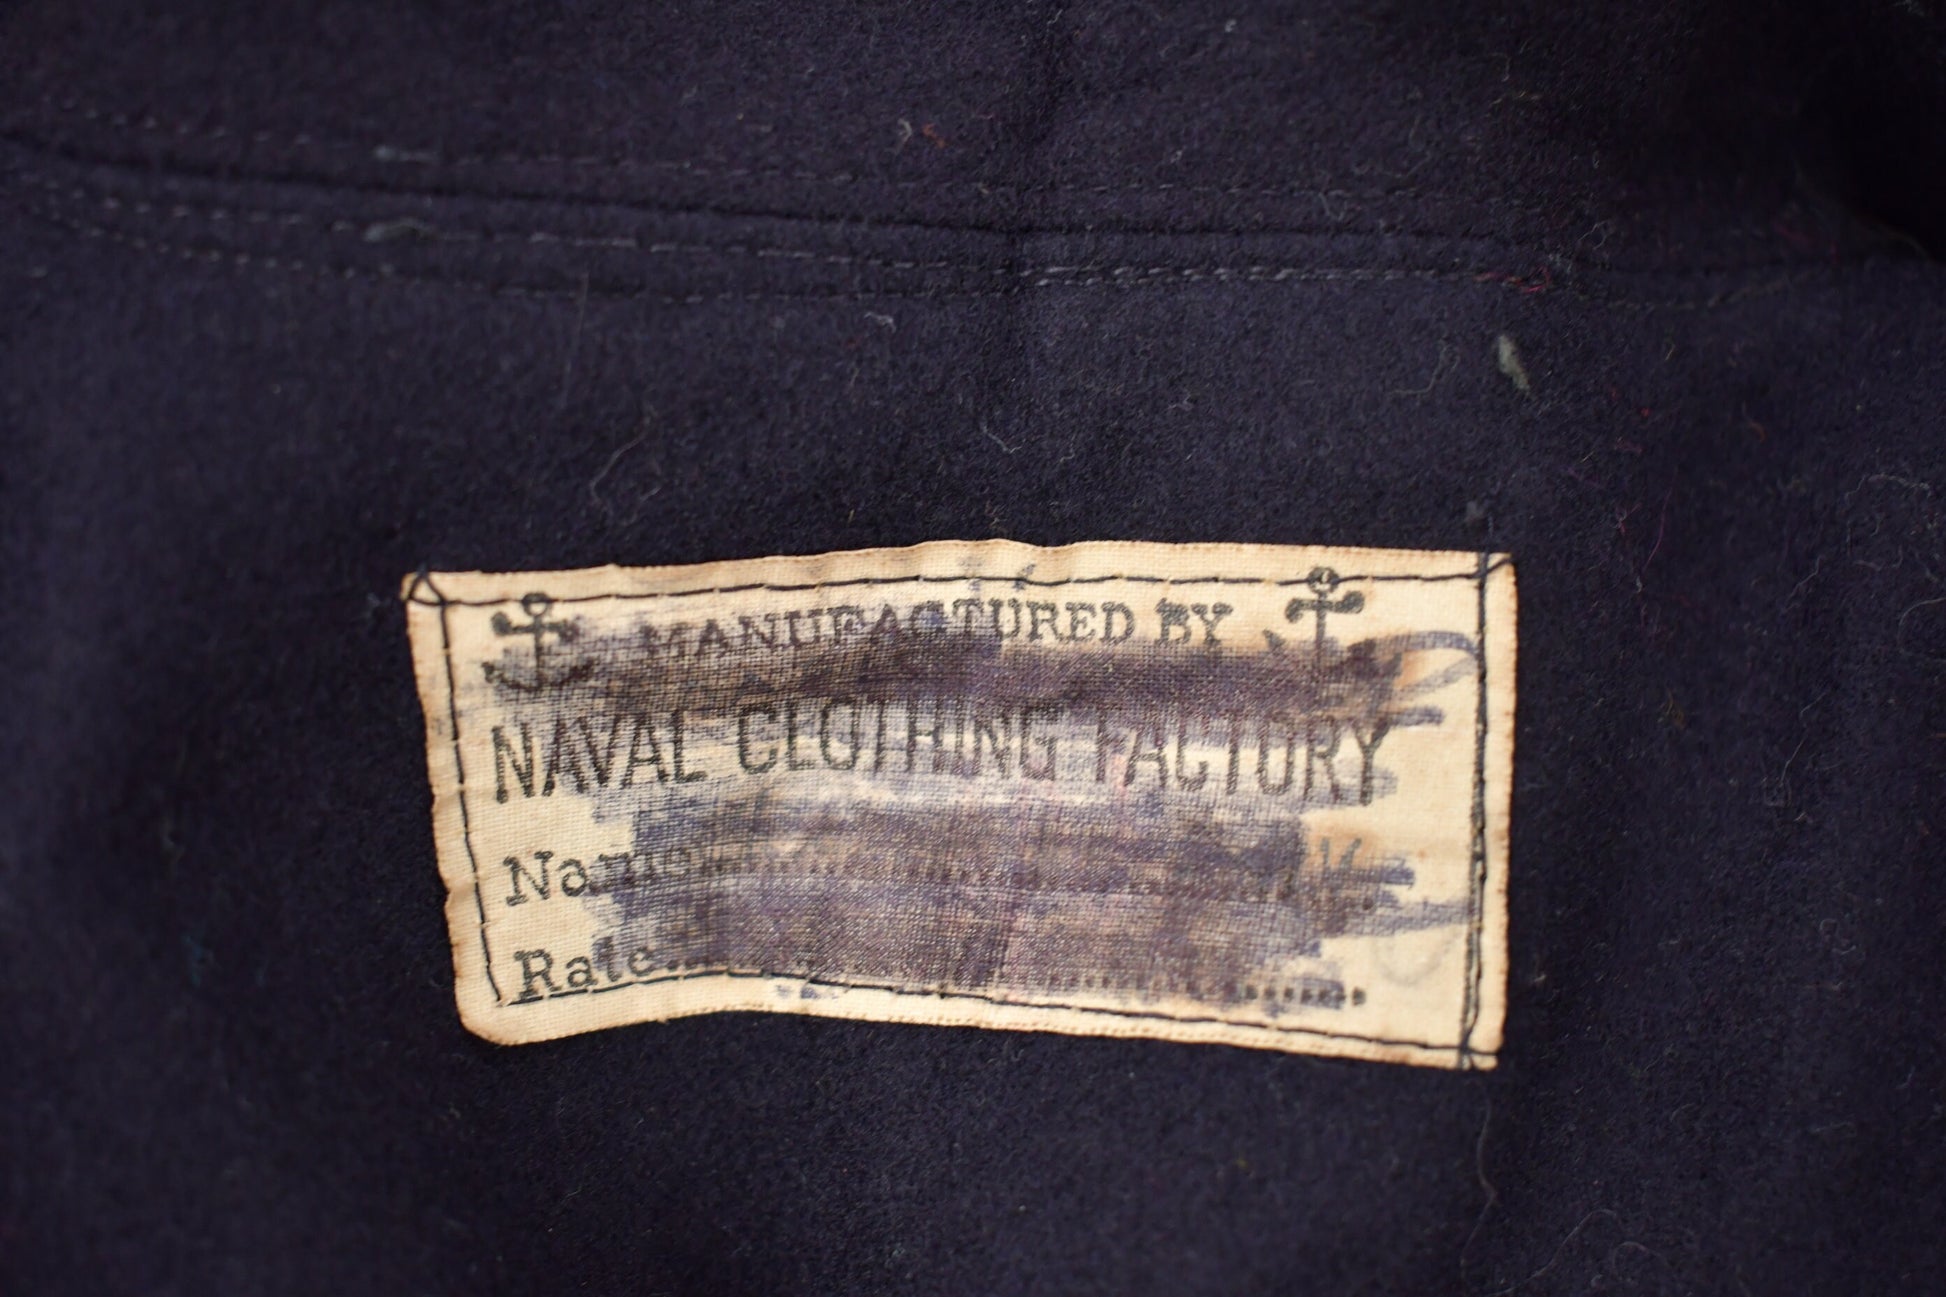 MANUFACTURED BY
NAVAL CLOTHING FACTORY
Name
Rate